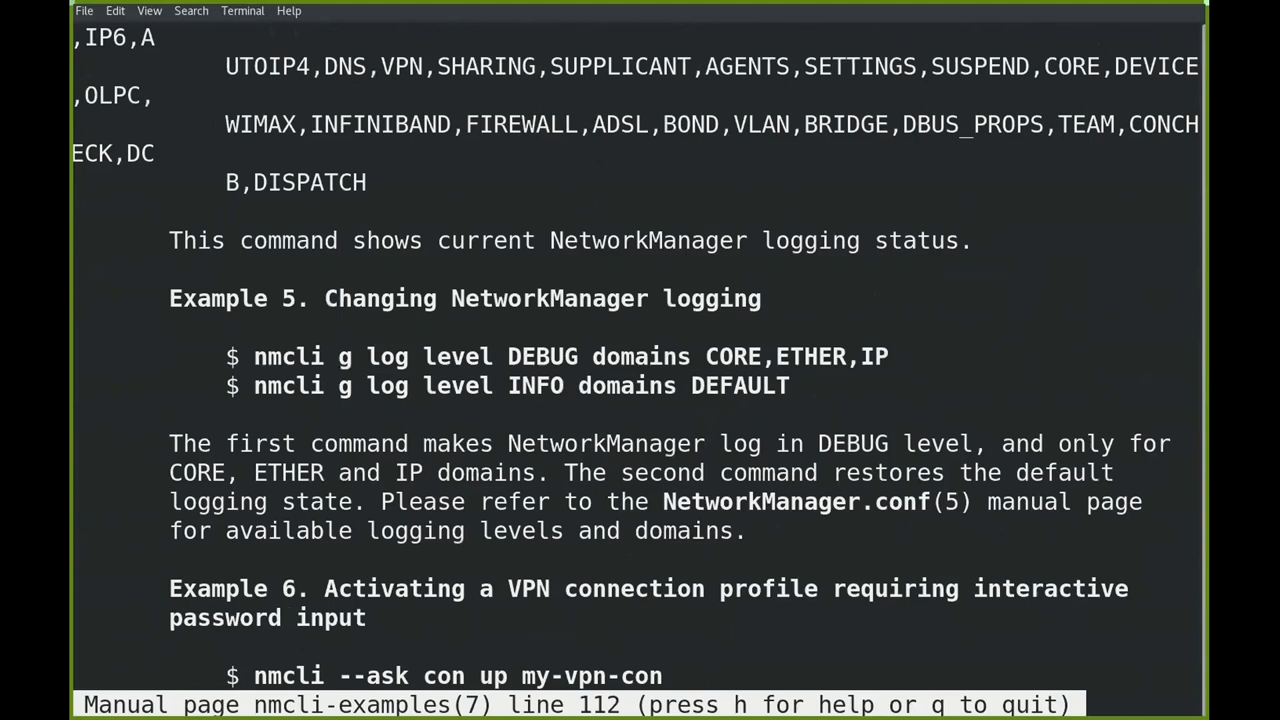 File Edit View Search Terminal Help
,IP6,A
UTOIP4,DNS,VPN,SHARING,SUPPLICANT,AGENTS,SETTINGS,SUSPEND,CORE,DEVICE
,OLPC,
WIMAX,INFINIBAND,FIREWALL,ADSL,BOND,VLAN,BRIDGE,DBUS_PROPS,TEAM,CONCH
ECK,DC
B,DISPATCH
This command shows current NetworkManager logging status.
Example 5. Changing NetworkManager logging
$ nmcli g log level DEBUG domains CORE,ETHER,IP
$ nmcli g log level INFO domains DEFAULT
The first command makes NetworkManager log in DEBUG level, and only for
CORE, ETHER and IP domains. The second command restores the default
logging state. Please refer to the NetworkManager.conf(5) manual page
for available logging levels and domains.
Example 6. Activating a VPN connection profile requiring interactive
password input
$ nmcli --ask con up my-vpn-con
Manual page nmcli-examples(7) line 112 (press h for help or q to quit)